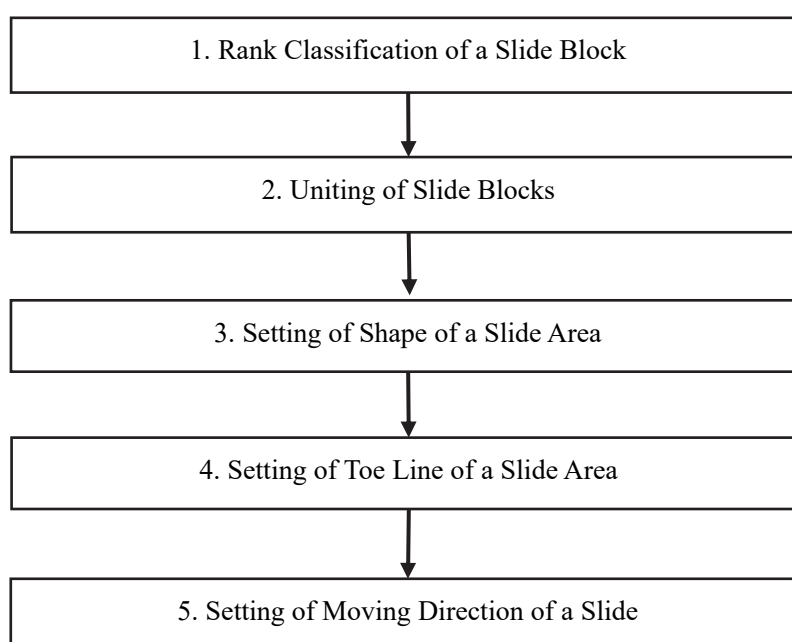 1. Rank Classification of a Slide Block
2. Uniting of Slide Blocks
3. Setting of Shape of a Slide Area
4. Setting of Toe Line of a Slide Area
5. Setting of Moving Direction of a Slide